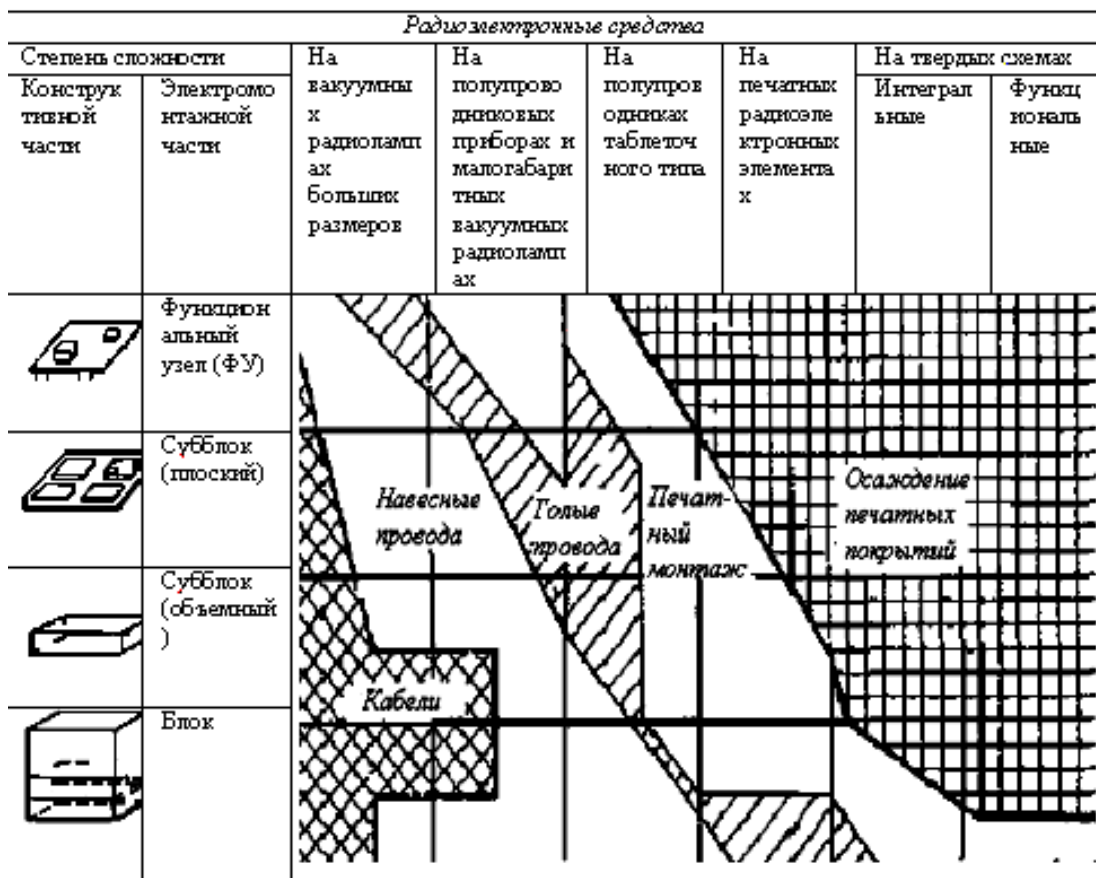 Радиоэлектронные средства
Степень сложности
Конструк
тивной
части
Электромо
нтажной
части
На
вакуумны
х
радиоламп
ах
больших
размеров
На
полупрово
дниковых
приборах и
малогабари
тных
вакуумных
радиоламп
ах
На
полупров
одниках
таблеточ
ного типа
На
печатных
радиоэле
ктронных
элемента
х
На твердых схемах
Интеграл
ьные
Функц
иональ
ные
Функцион
альный
узел (ФУ)
Субблок
(плоский)
Субблок
(объемный
)
Блок
Навесные
провода
Голые
провода
Печат-
ный
монтаж
Осаждение
печатных
покрытий
Кабели